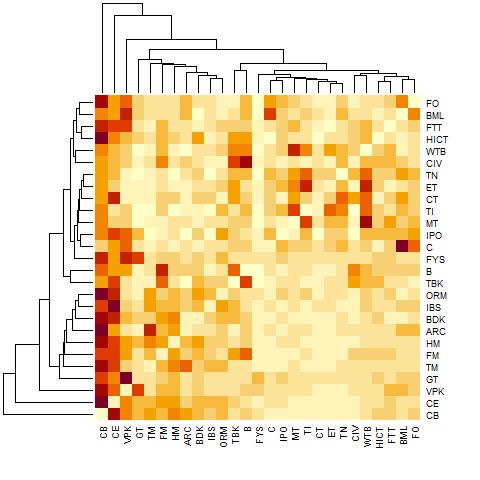 FO
BML
FTT
HICT
WTB
CIV
TN
ET
CT
TI
MT
IPO
C
FYS
B
TBK
ORM
IBS
BDK
ARC
HM
FM
TM
GT
VPK
CE
CB
CB CE VPK GT TM FM HM ARC BDK IBS ORM TBK B FYS C IPO MT TI CT ET TN CIV WTB HICT FTT BML FO